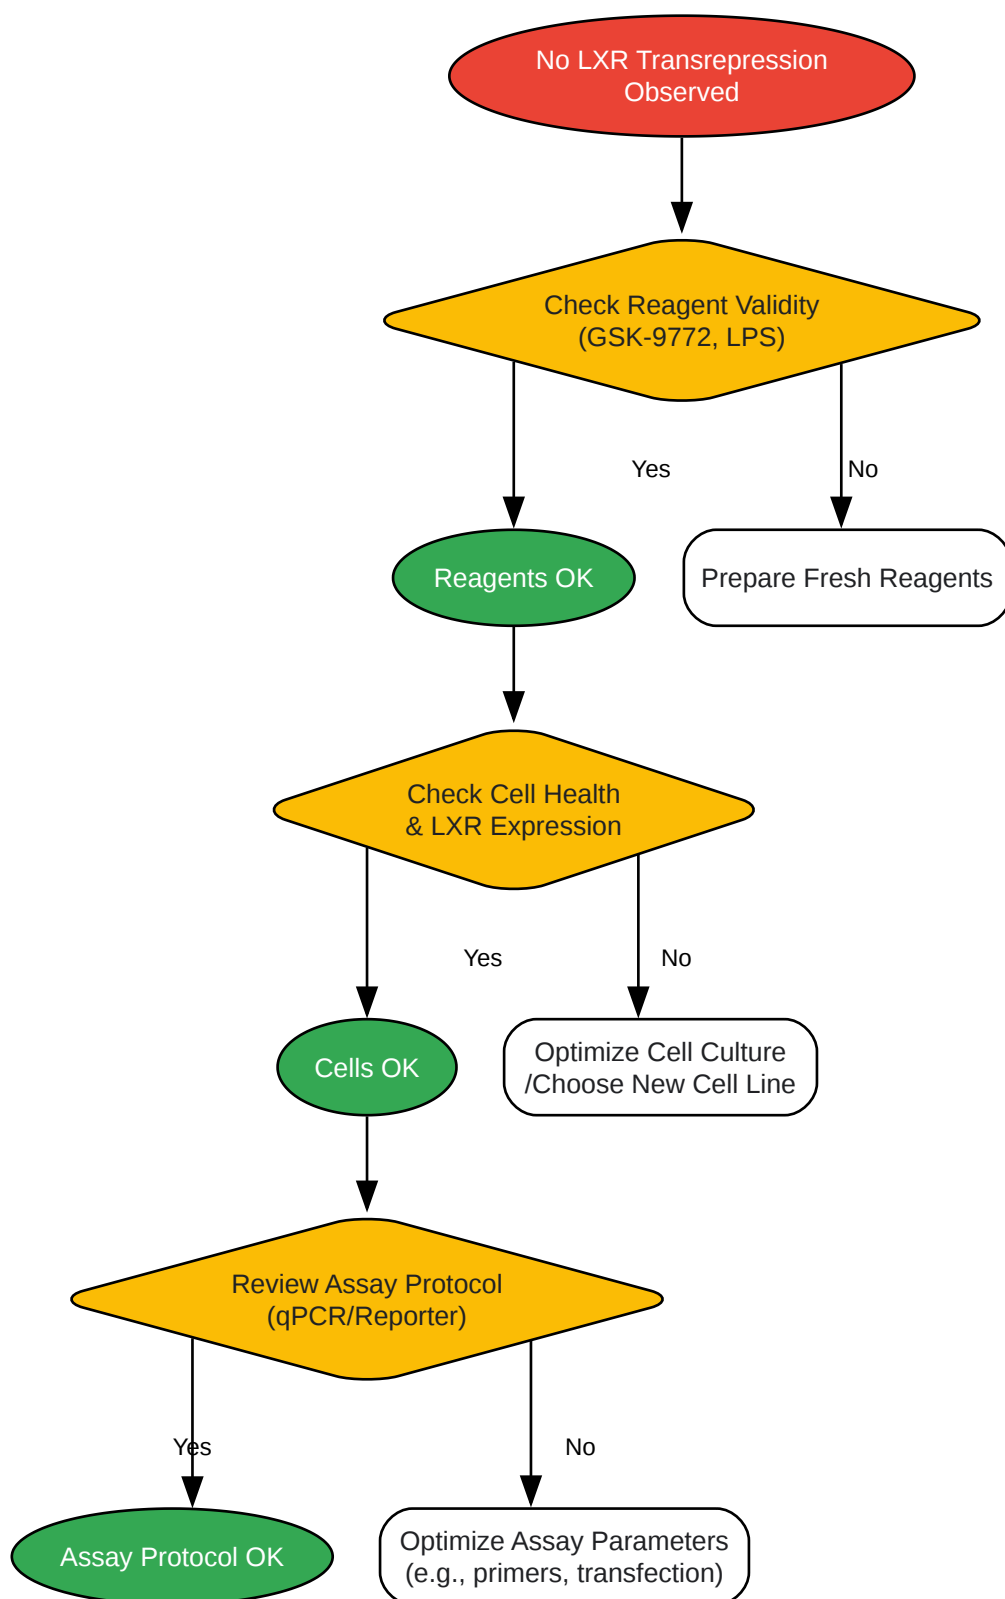 No LXR Transrepression
Observed
Check Reagent Validity
(GSK-9772, LPS)
Yes
No
Reagents OK
Prepare Fresh Reagents
Check Cell Health
& LXR Expression
Yes
No
Cells OK
Optimize Cell Culture
/Choose New Cell Line
Review Assay Protocol
(qPCR/Reporter)
Yes
No
Assay Protocol OK
Optimize Assay Parameters
(e.g., primers, transfection)